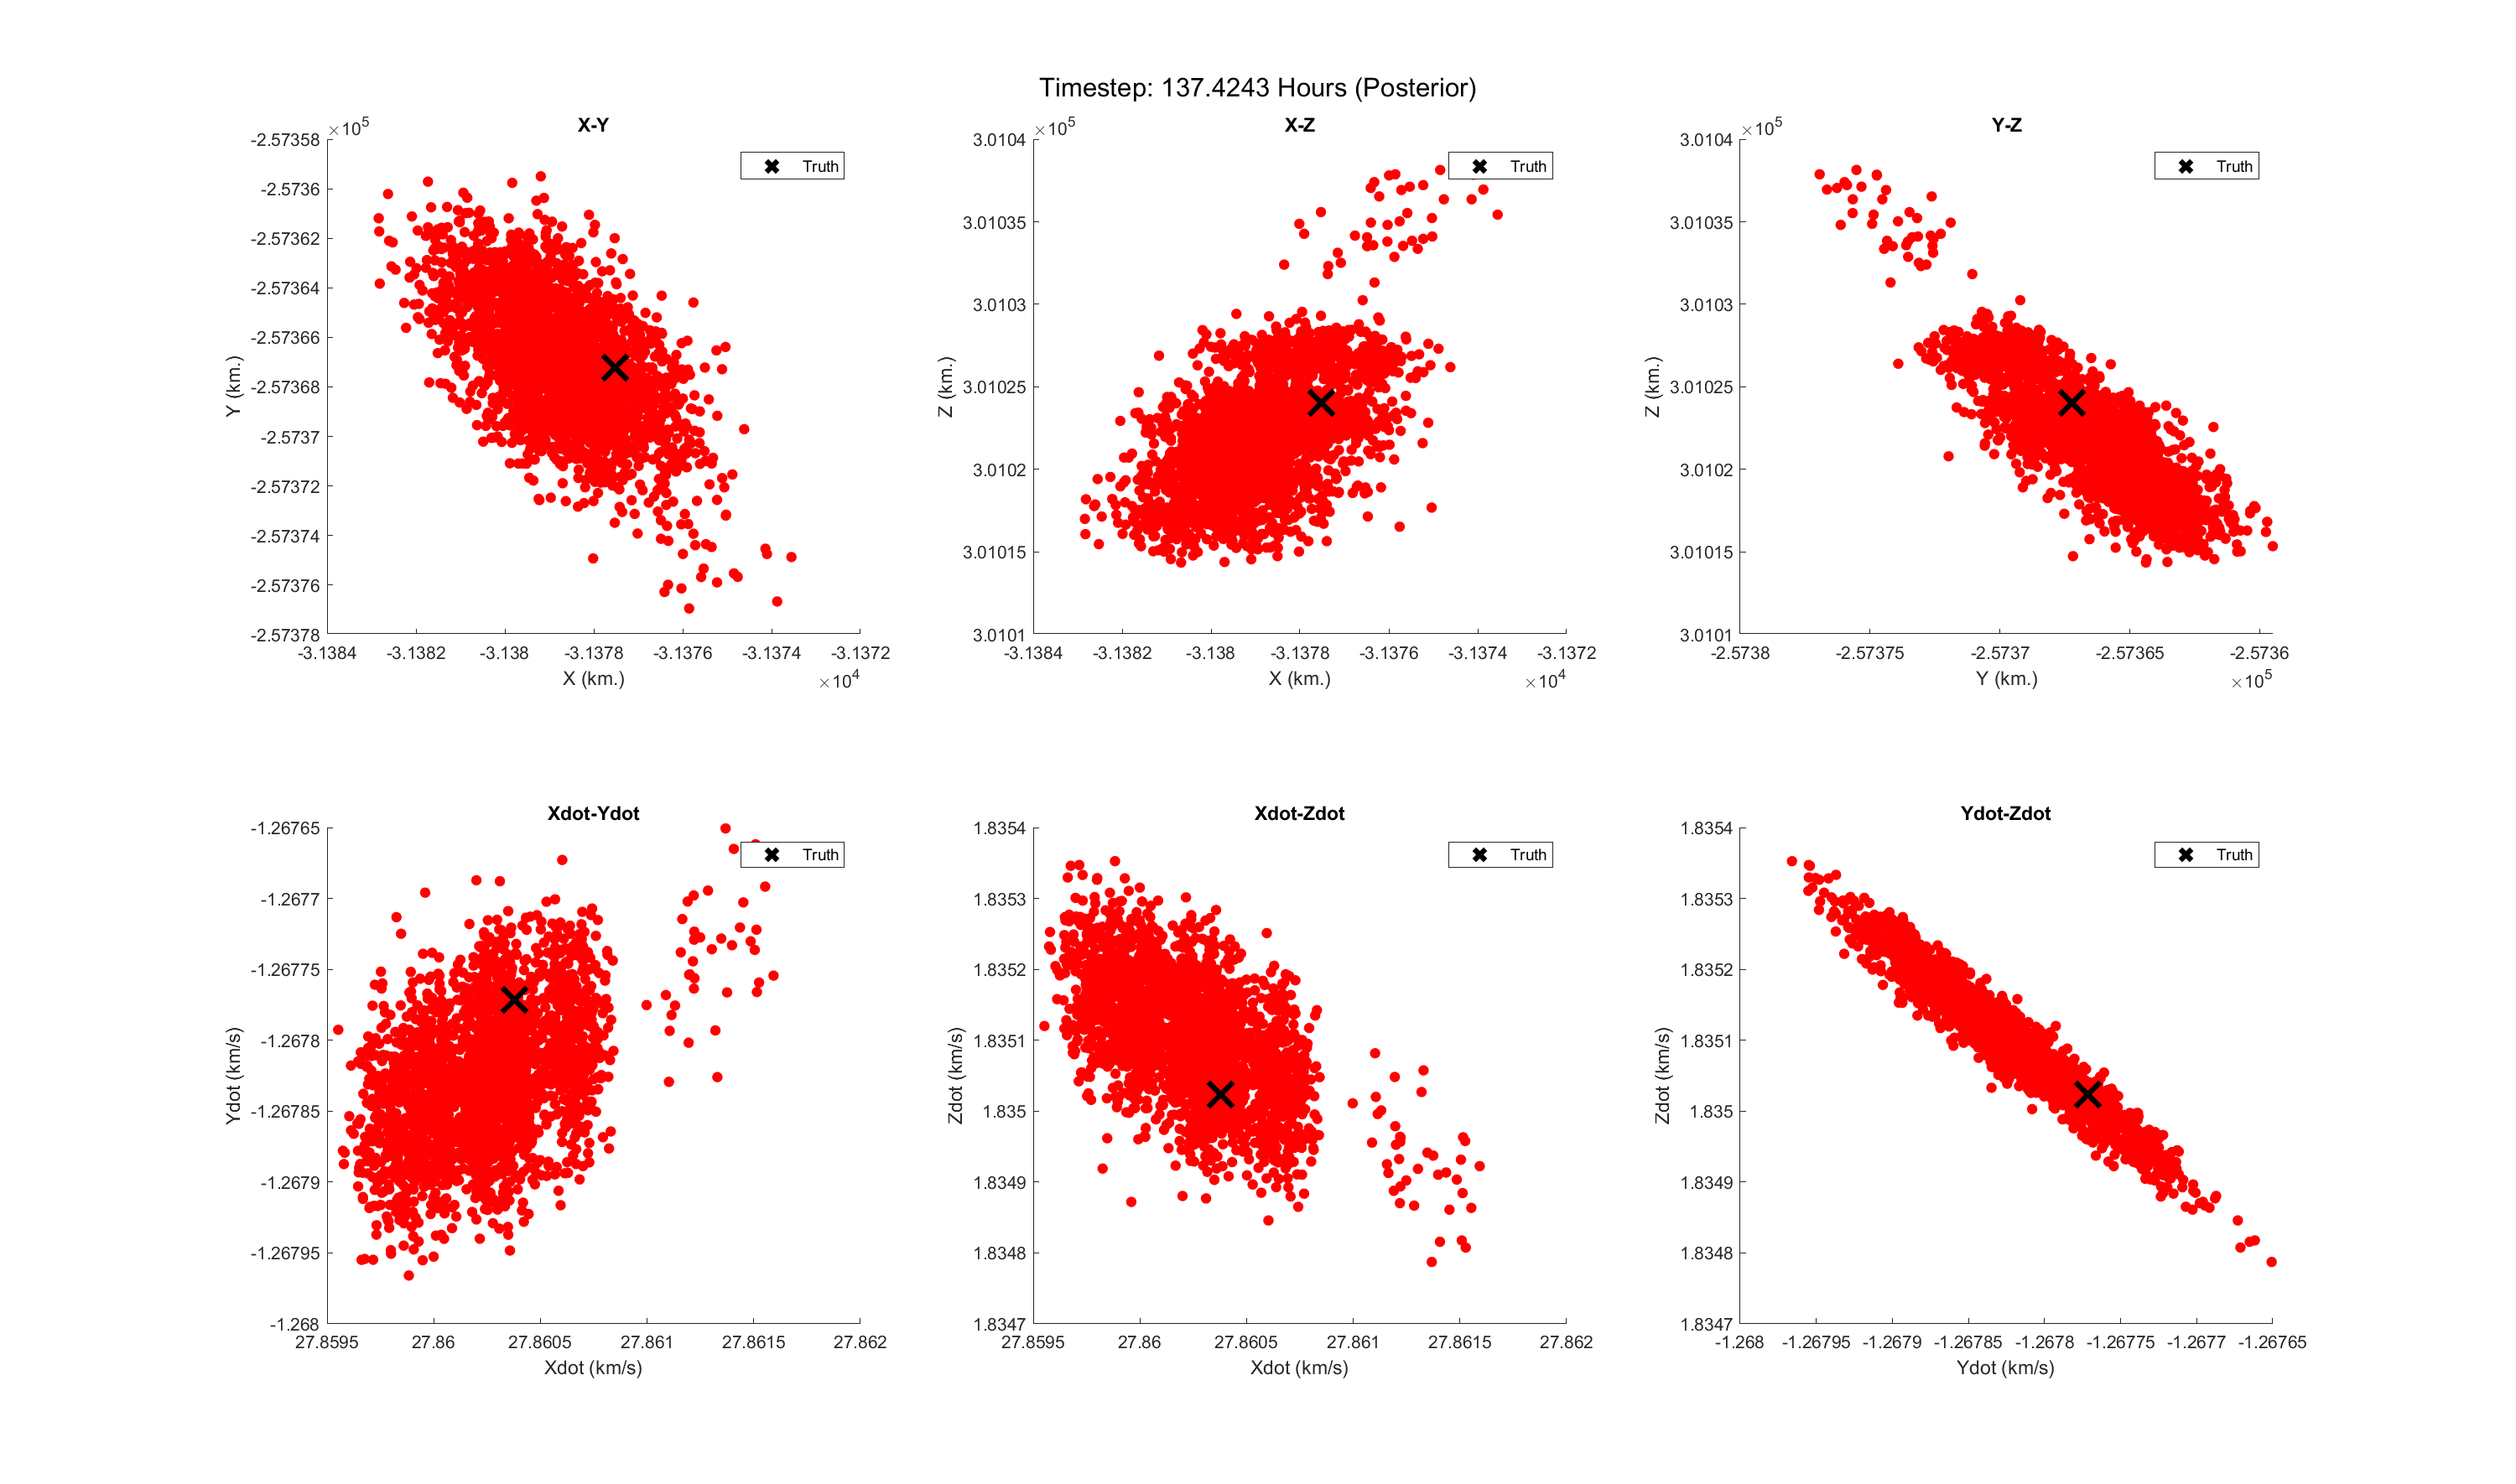 Timestep: 137.4243 Hours (Posterior)
X-Y
×10^5
-2.57358
-2.5736
-2.57362
-2.57364
-2.57366
-2.57368
-2.5737
-2.57372
-2.57374
-2.57376
-2.57378
Y (km.)
Truth
-3.1384 -3.1382 -3.138 -3.1378 -3.1376 -3.1374 -3.1372
X (km.)
×10^4
X-Z
×10^5
3.0104
3.01035
3.0103
3.01025
3.0102
3.01015
3.0101
Z (km.)
Truth
-3.1384 -3.1382 -3.138 -3.1378 -3.1376 -3.1374 -3.1372
X (km.)
×10^4
Y-Z
×10^5
3.0104
3.01035
3.0103
3.01025
3.0102
3.01015
3.0101
Z (km.)
Truth
-2.5738 -2.57375 -2.5737 -2.57365 -2.5736
Y (km.)
×10^5
Xdot-Ydot
-1.26765
-1.2677
-1.26775
-1.2678
-1.26785
-1.2679
-1.26795
-1.268
Ydot (km/s)
Truth
27.8595 27.86 27.8605 27.861 27.8615 27.862
Xdot (km/s)
Xdot-Zdot
1.8354
1.8353
1.8352
1.8351
1.835
1.8349
1.8348
1.8347
Zdot (km/s)
Truth
27.8595 27.86 27.8605 27.861 27.8615 27.862
Xdot (km/s)
Ydot-Zdot
1.8354
1.8353
1.8352
1.8351
1.835
1.8349
1.8348
1.8347
Zdot (km/s)
Truth
-1.268 -1.26795 -1.2679 -1.26785 -1.2678 -1.26775 -1.2677 -1.26765
Ydot (km/s)